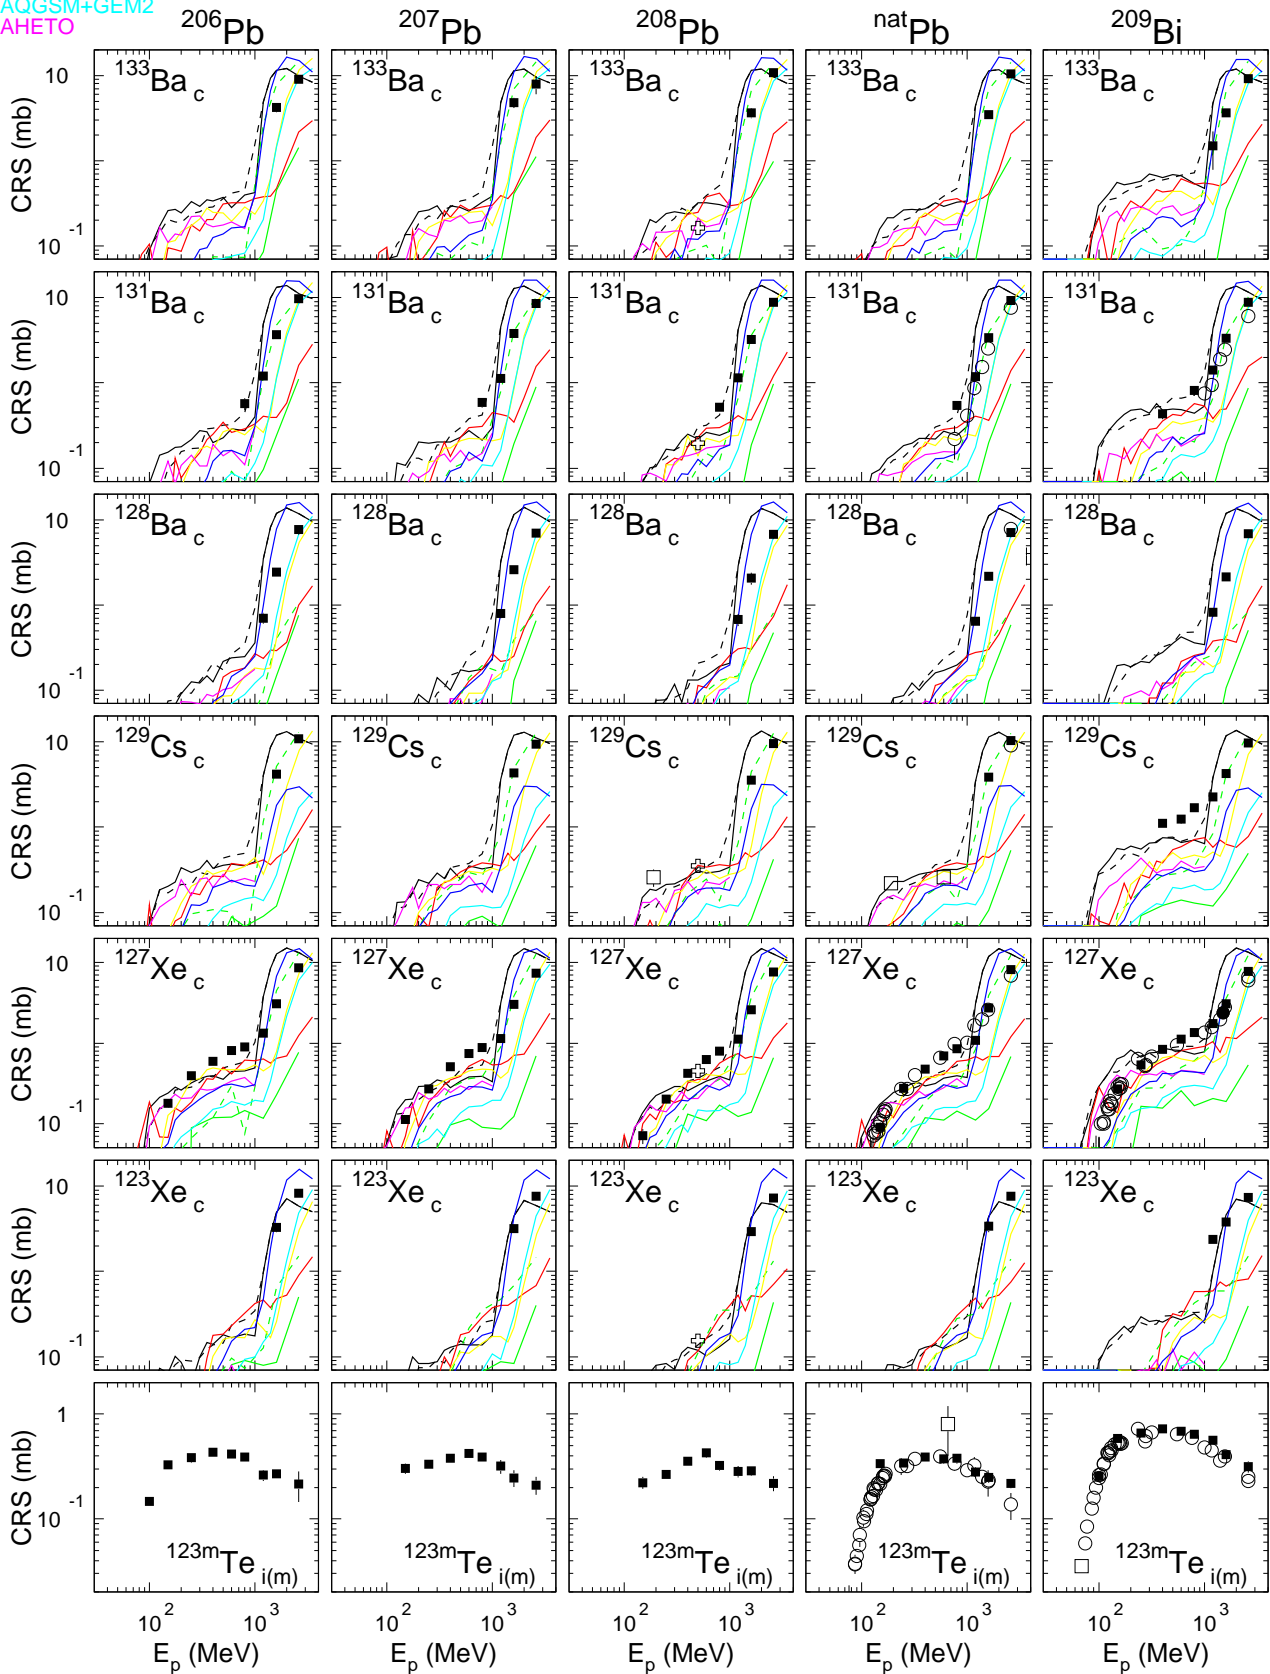 AQGSM+GEM2
AHETO
206Pb 207Pb 208Pb natPb 209Bi
CRS (mb) 10 10 -1 133Ba c 133Ba c 133Ba c 133Ba c 133Ba c
CRS (mb) 10 10 -1 131Ba c 131Ba c 131Ba c 131Ba c 131Ba c
CRS (mb) 10 10 -1 128Ba c 128Ba c 128Ba c 128Ba c 128Ba c
CRS (mb) 10 10 -1 129Cs c 129Cs c 129Cs c 129Cs c 129Cs c
CRS (mb) 10 10 -1 127Xe c 127Xe c 127Xe c 127Xe c 127Xe c
CRS (mb) 10 10 -1 123Xe c 123Xe c 123Xe c 123Xe c 123Xe c
CRS (mb) 1 10 -1 123mTe i(m) 123mTe i(m) 123mTe i(m) 123mTe i(m) 123mTe i(m)
10 2 10 3 10 2 10 3 10 2 10 3 10 2 10 3 10 2 10 3
Ep (MeV) Ep (MeV) Ep (MeV) Ep (MeV) Ep (MeV)